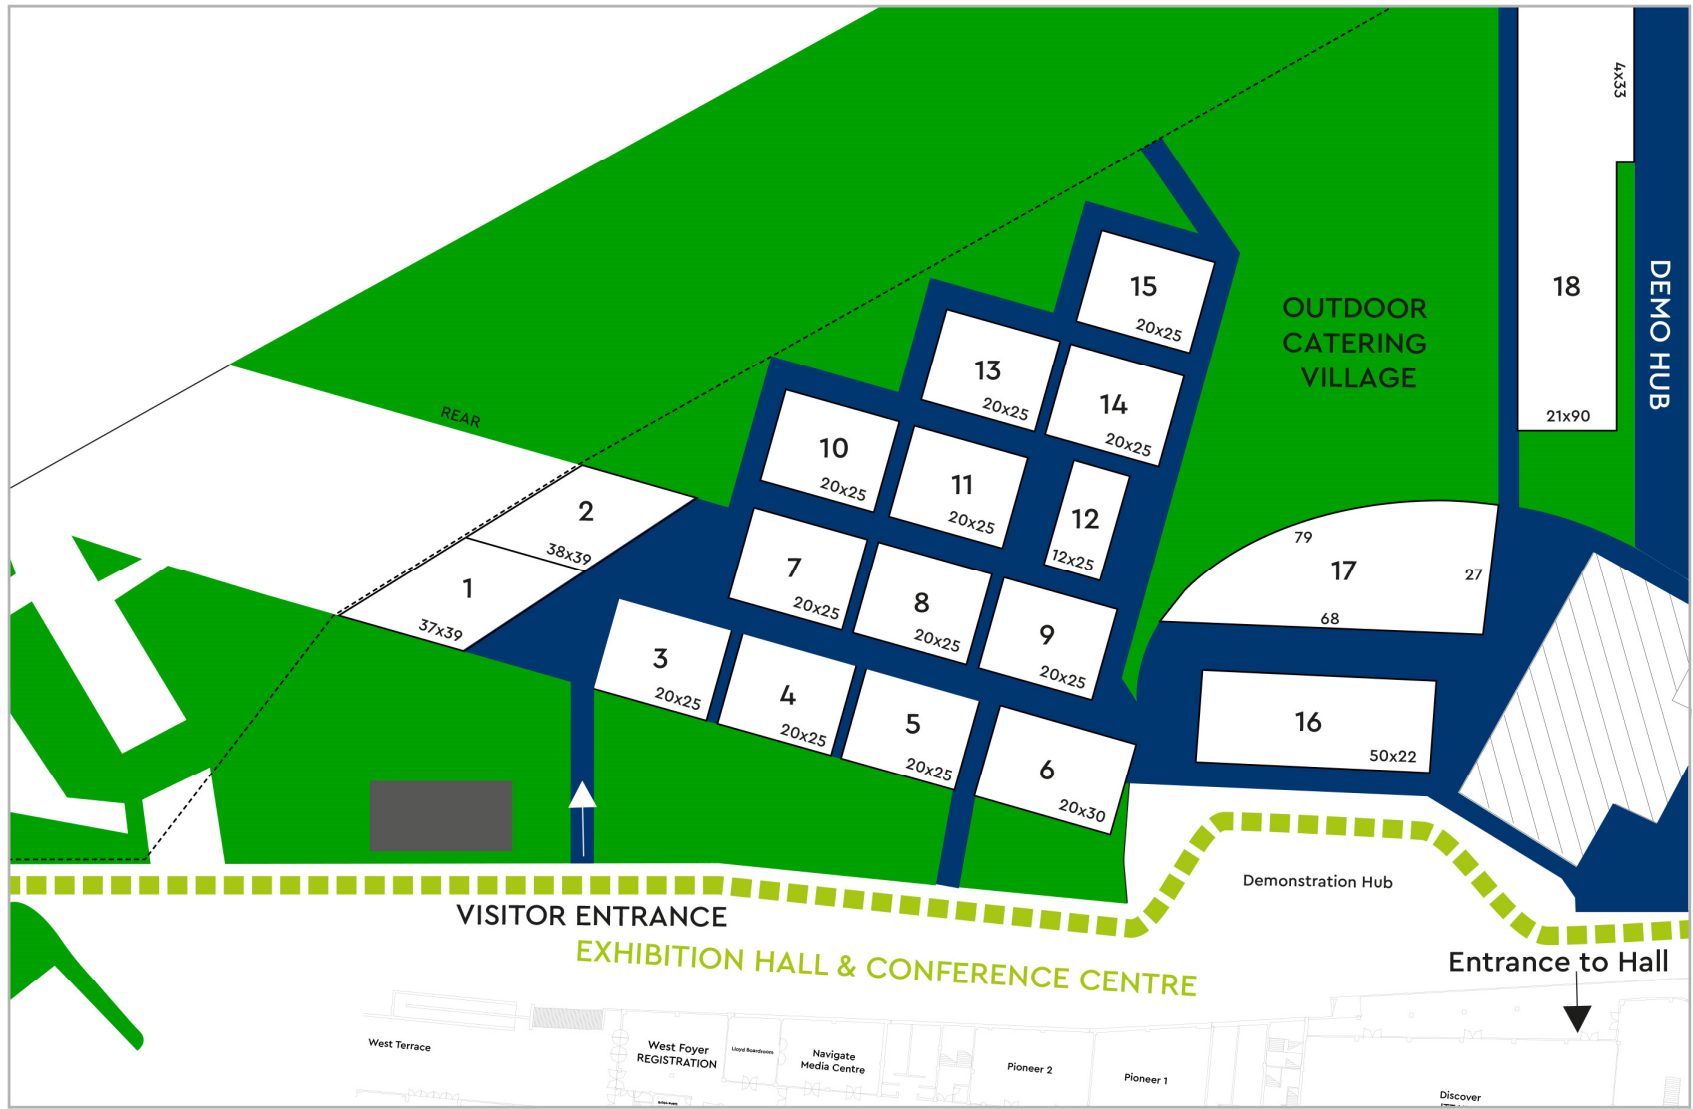 4x33
15
20x25
18
DEMO HUB
OUTDOOR
CATERING
VILLAGE
13
20x25
14
20x25
REAR
21x90
10
20x25
11
20x25
12
12x25
2
38x39
79
17
27
68
1
37x39
7
20x25
8
20x25
9
20x25
3
20x25
4
20x25
5
20x25
6
20x30
16
50x22
Demonstration Hub
VISITOR ENTRANCE
EXHIBITION HALL & CONFERENCE CENTRE
Entrance to Hall
West Terrace
West Foyer
REGISTRATION
Lloyd Boardroom
Navigate
Media Centre
Pioneer 2
Pioneer 1
Discover